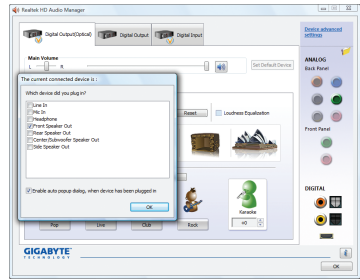 Realtek HD Audio Manager
Digital Output(Optical)
Digital Output
Digital Input
Device advanced settings
Main Volume
L
R
Set Default Device
ANALOG
Back Panel
The current connected device is :
Which device did you plug in?
Line In
Mic In
Headphone
Front Speaker Out
Rear Speaker Out
Center/Subwoofer Speaker Out
Side Speaker Out
Enable auto popup dialog, when device has been plugged in
OK
Reset
Loudness Equalization
Front Panel
DIGITAL
Karaoke
+0
Pop
Live
Club
Rock
GIGABYTE
TECHNOLOGY
OK